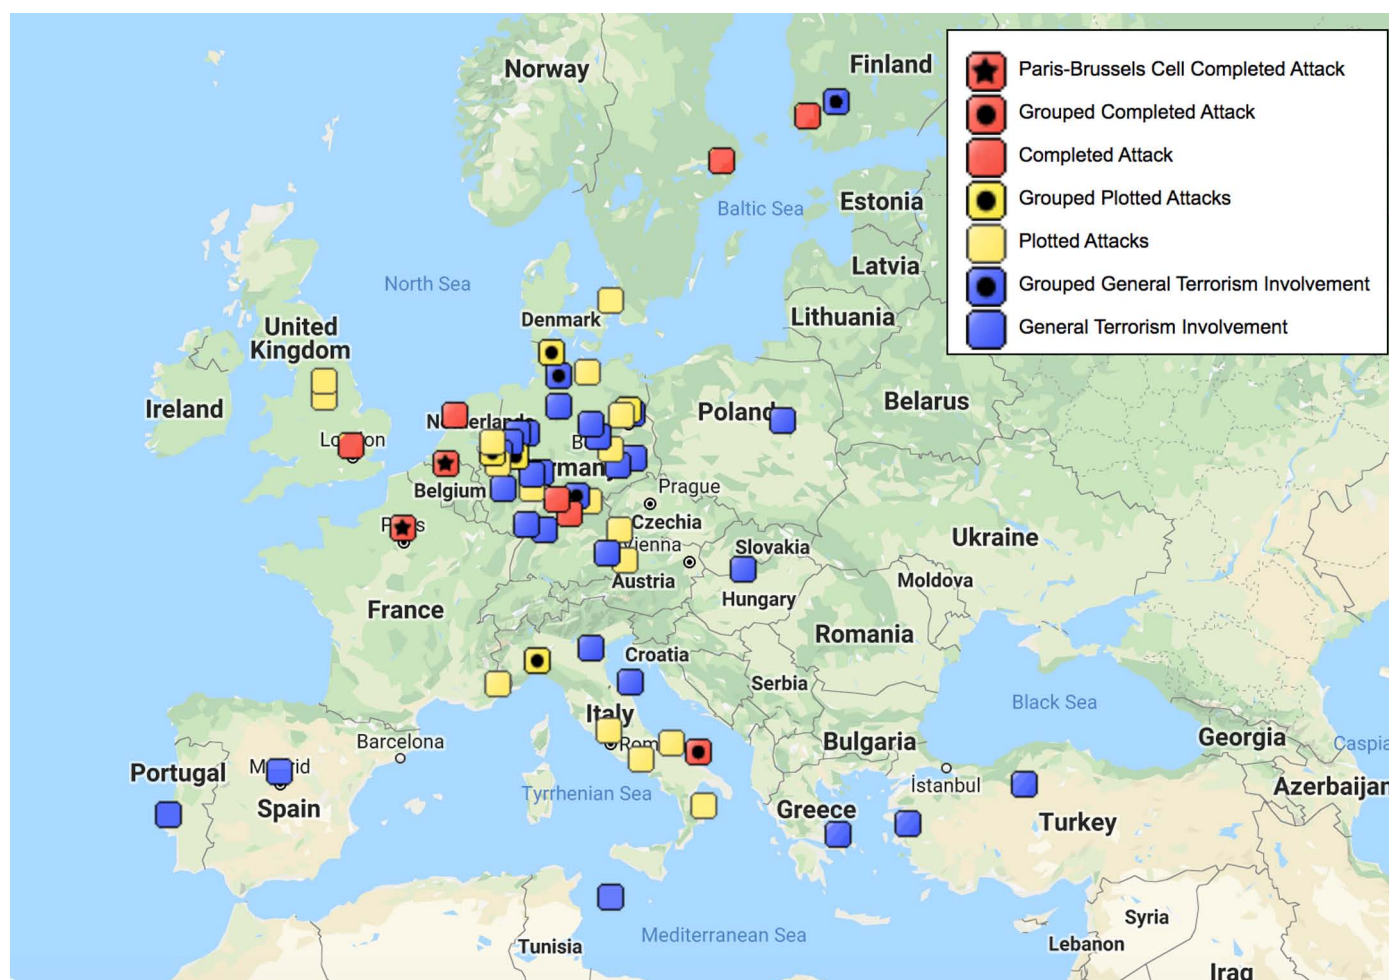 Norway
Finland
Paris-Brussels Cell Completed Attack
Grouped Completed Attack
Completed Attack
Grouped Plotted Attacks
Plotted Attacks
Grouped General Terrorism Involvement
General Terrorism Involvement
Baltic Sea
Estonia
Latvia
North Sea
Lithuania
Denmark
United
Kingdom
Ireland
Poland
Belarus
Belgium
Prague
Czechia
Ukraine
Slovakia
Austria
Moldova
Hungary
France
Romania
Croatia
Serbia
Black Sea
Italy
Barcelona
Bulgaria
Georgia
Caspia
Portugal
Spain
İstanbul
Azerbaijan
Tyrrhenian Sea
Greece
Turkey
Syria
Mediterranean Sea
Tunisia
Lebanon
Iraq